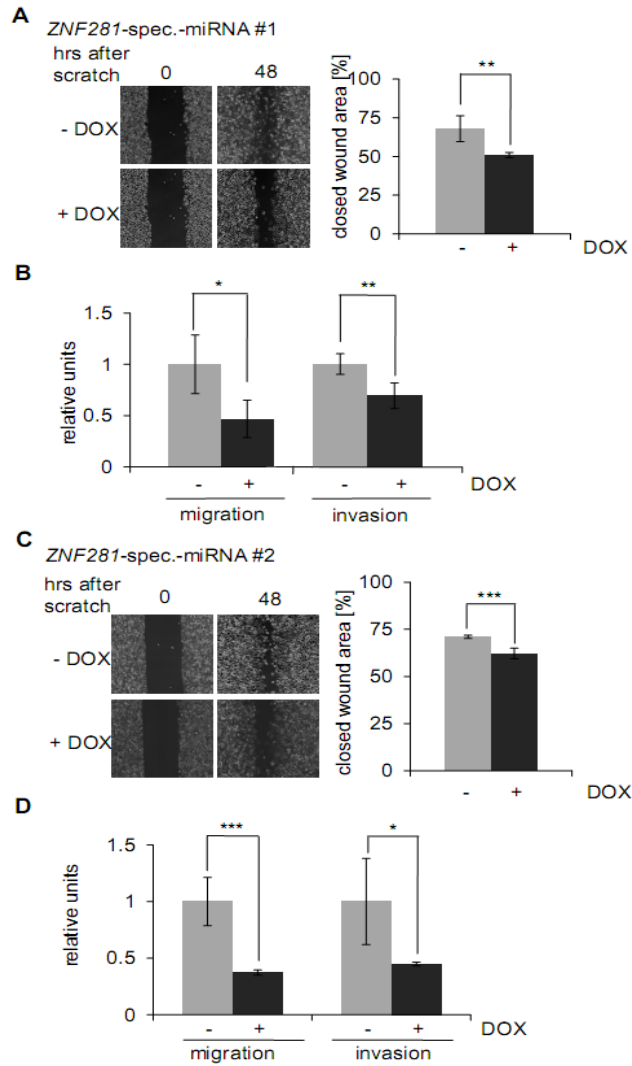 A
ZNF281-spec.-miRNA #1
hrs after
scratch
0
48
- DOX
+ DOX
closed wound area [%]
100
75
50
25
0
**
-
+
DOX
B
relative units
1.5
1
0.5
0
*
**
-
+
-
+
DOX
migration
invasion
C
ZNF281-spec.-miRNA #2
hrs after
scratch
0
48
- DOX
+ DOX
closed wound area [%]
100
75
50
25
0
***
-
+
DOX
D
relative units
1.5
1
0.5
0
***
*
-
+
-
+
DOX
migration
invasion